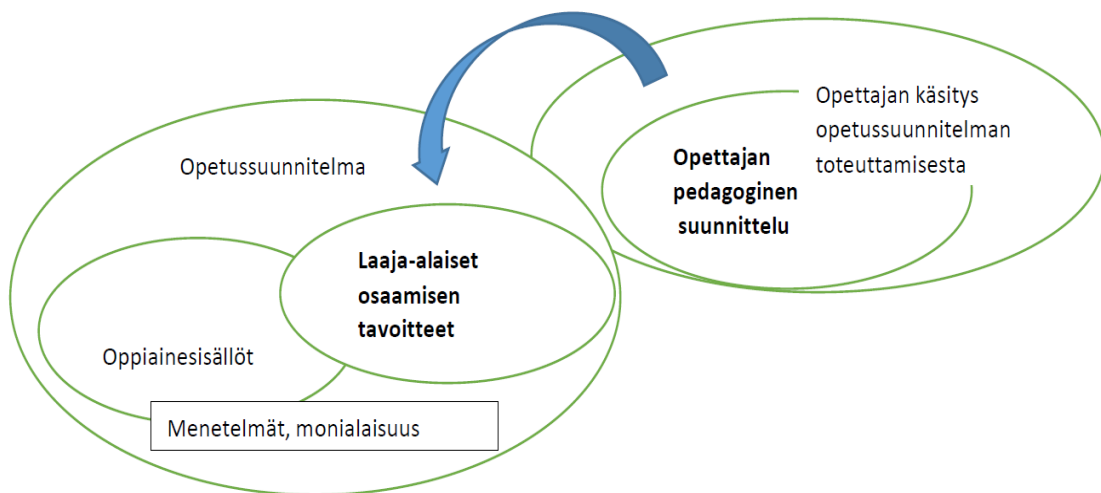 Opetussuunnitelma
Laaja-alaiset
osaamisen
tavoitteet
Oppiainesisällöt
Menetelmät, monialaisuus
Opettajan
pedagoginen
suunnittelu
Opettajan käsitys
opetussuunnitelman
toteuttamisesta